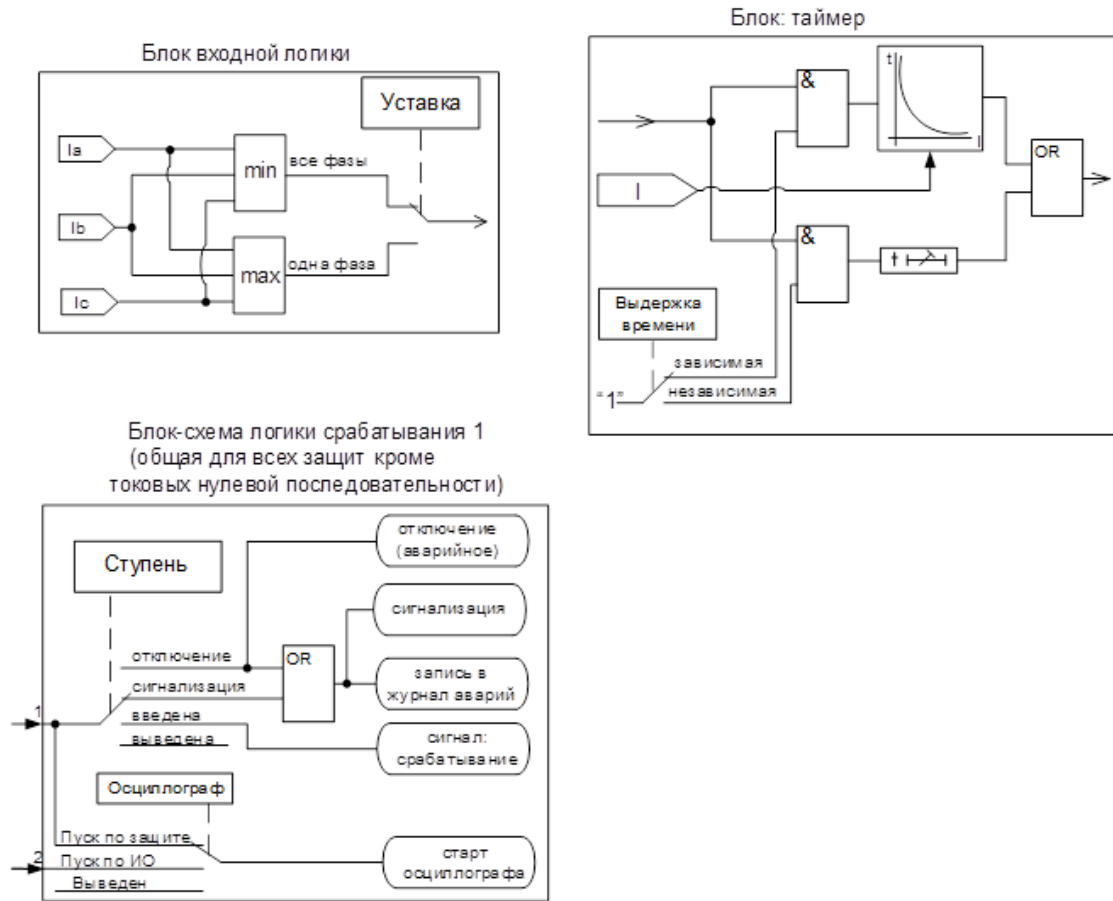 Блок входной логики
Уставка
Ia
Ib
Ic
min
все фазы
max
одна фаза
Блок: таймер
&
t
I
I
OR
&
t
Выдержка
времени
зависимая
независимая
“1”
Блок-схема логики срабатывания 1
(общая для всех защит кроме
токовых нулевой последовательности)
Ступень
отключение
(аварийное)
сигнализация
отключение
OR
сигнализация
запись в
журнал аварий
1
введена
выведена
сигнал:
срабатывание
Осциллограф
Пуск по защите
2
Пуск по ИО
Выведен
старт
осциллографа